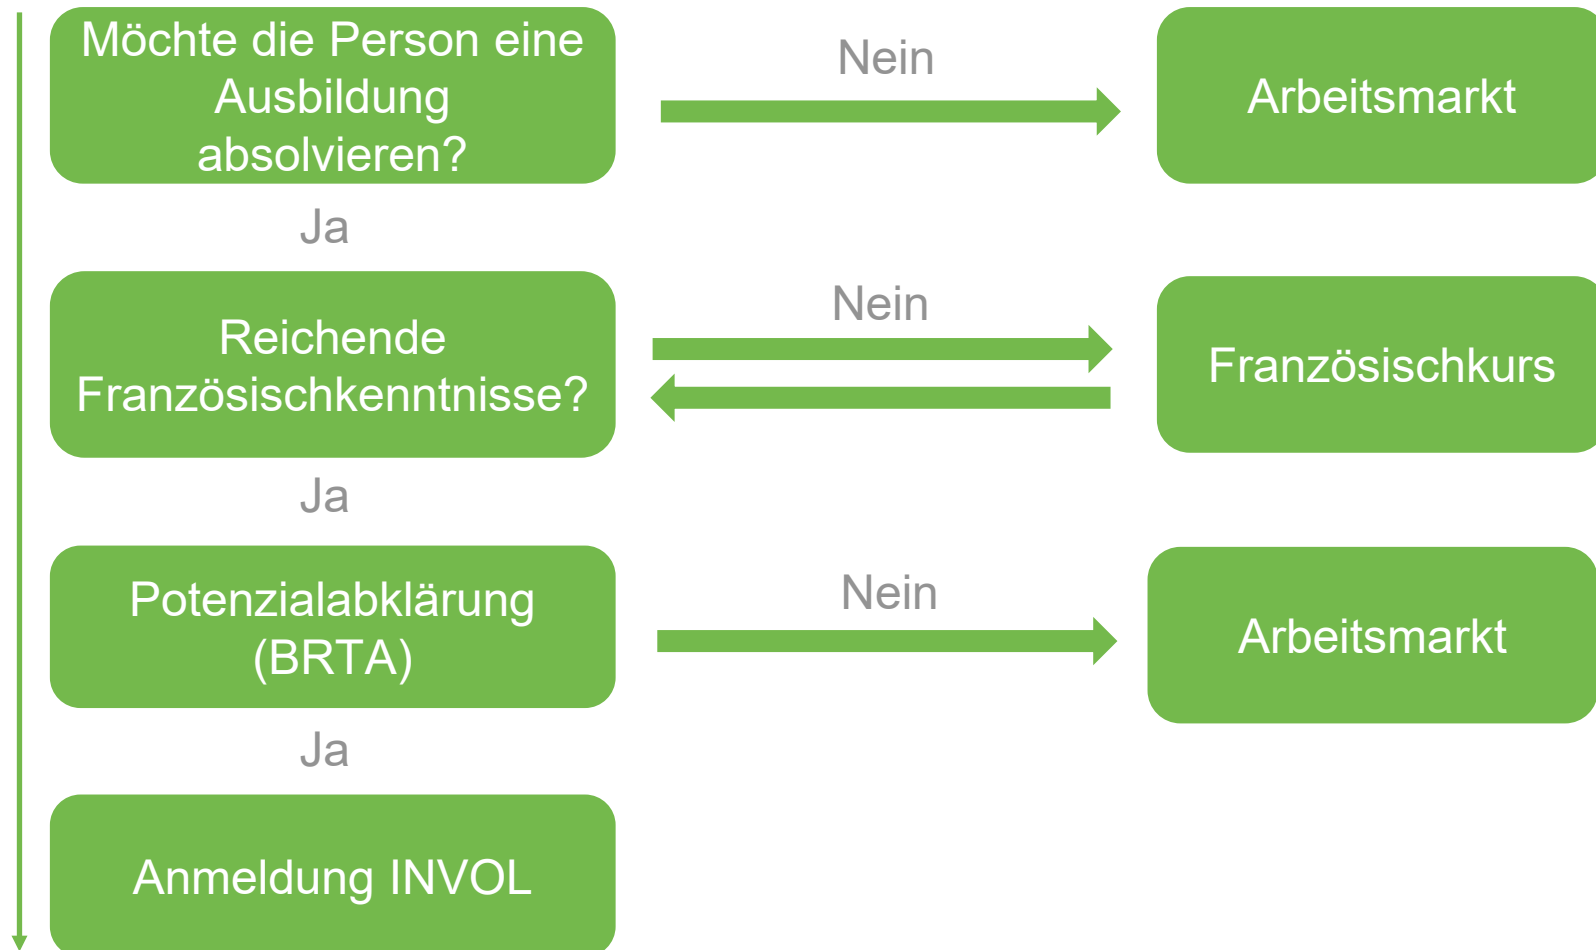 Möchte die Person eine
Ausbildung
absolvieren?
Nein
Arbeitsmarkt
Ja
Reichende
Französischkenntnisse?
Nein
Französischkurs
Ja
Potenzialabklärung
(BRTA)
Nein
Arbeitsmarkt
Ja
Anmeldung INVOL